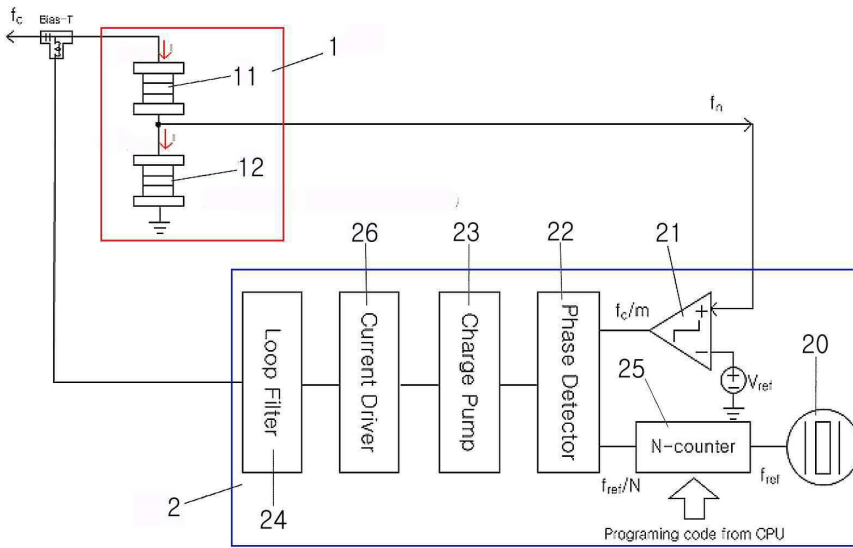 fc
Bias-T
1
11
fn
12
26
23
22
21
fc/m
20
Loop Filter
Current Driver
Charge Pump
Phase Detector
Vref
25
N-counter
fref/N
fref
2
24
Programing code from CPU